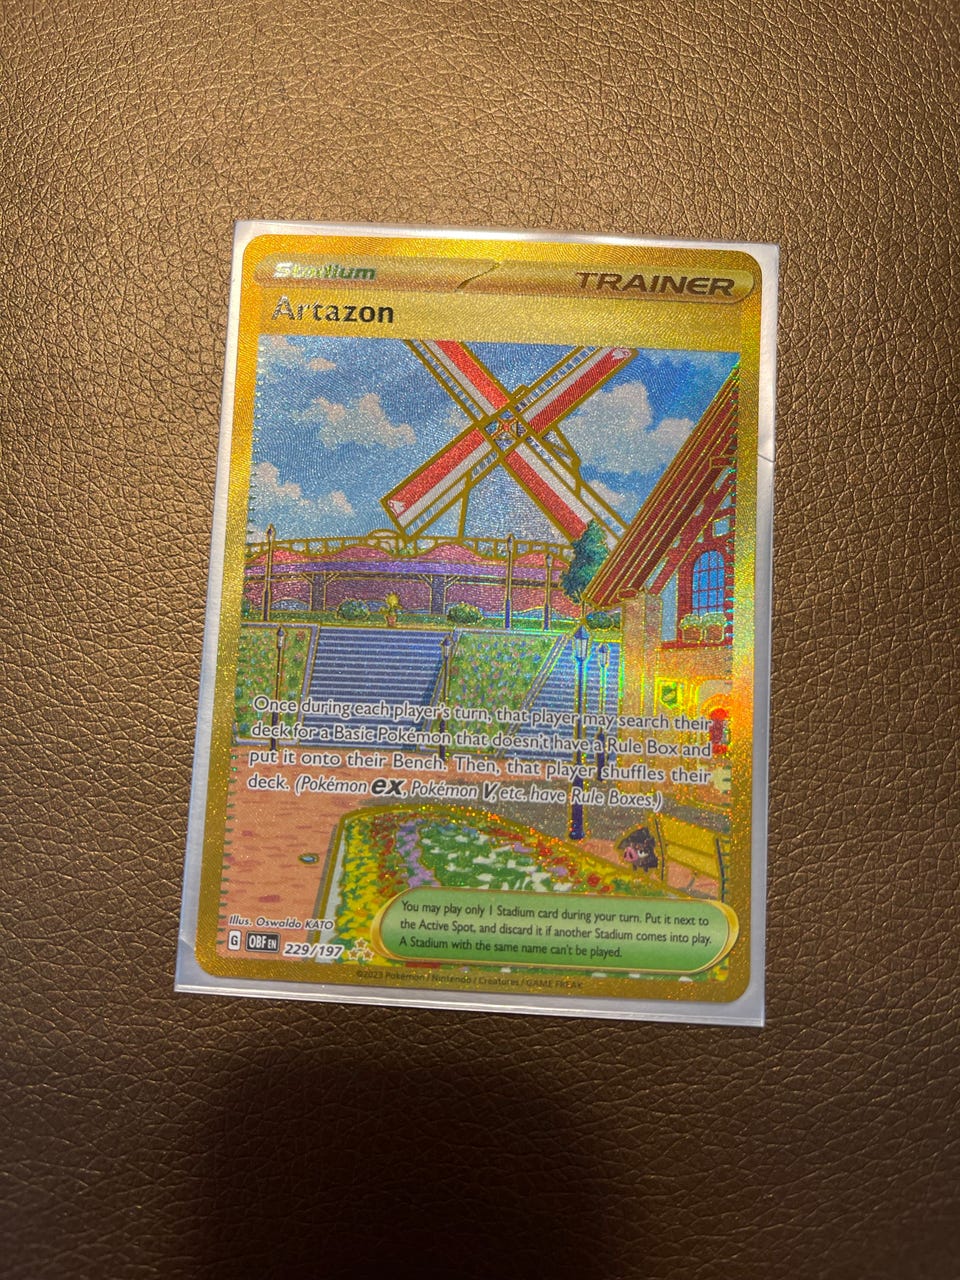 Stadium
TRAINER
Artazon
Once during each player's turn, that player may search their
deck for a Basic Pokémon that doesn't have a Rule Box and
put it onto their Bench. Then, that player shuffles their
deck. (Pokémon ex, Pokémon V, etc. have Rule Boxes.)
You may play only 1 Stadium card during your turn. Put it next to
the Active Spot, and discard it if another Stadium comes into play.
A Stadium with the same name can't be played.
Illus. Oswaldo KATO
G OBF EN 229/197
©2023 Pokémon / Nintendo / Creatures / GAME FREAK